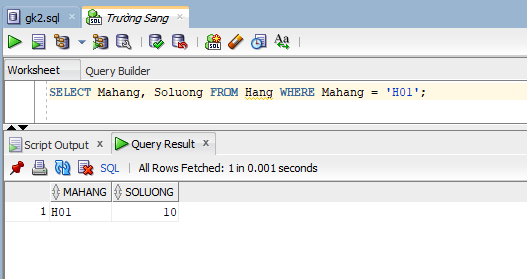 gk2.sql Trường Sang
Worksheet Query Builder
SELECT Mahang, Soluong FROM Hang WHERE Mahang = 'H01';
Script Output x Query Result x
SQL | All Rows Fetched: 1 in 0.001 seconds
MAHANG SOLUONG
1 H01 10